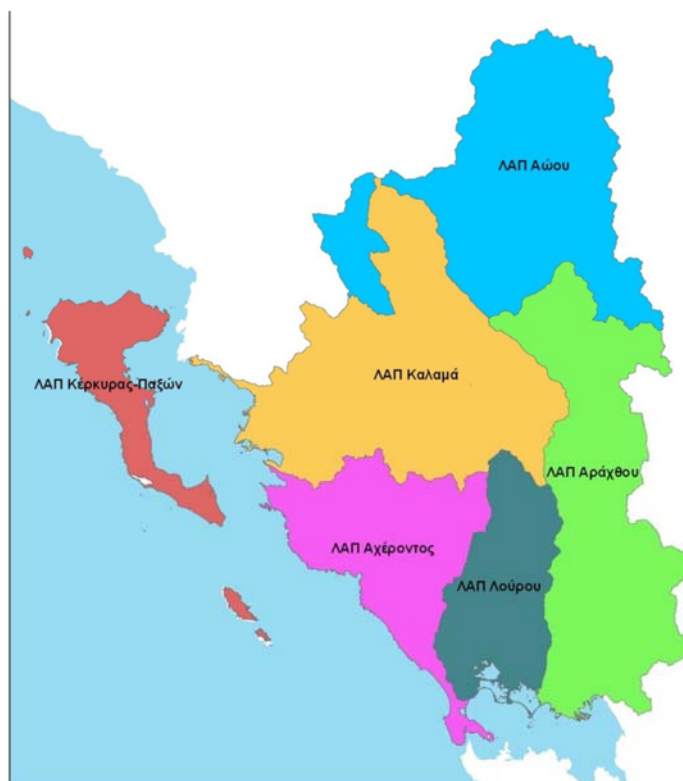 ΛΑΠ Αώου
ΛΑΠ Καλαμά
ΛΑΠ Κέρκυρας-Παξών
ΛΑΠ Αράχθου
ΛΑΠ Αχέροντος
ΛΑΠ Λούρου